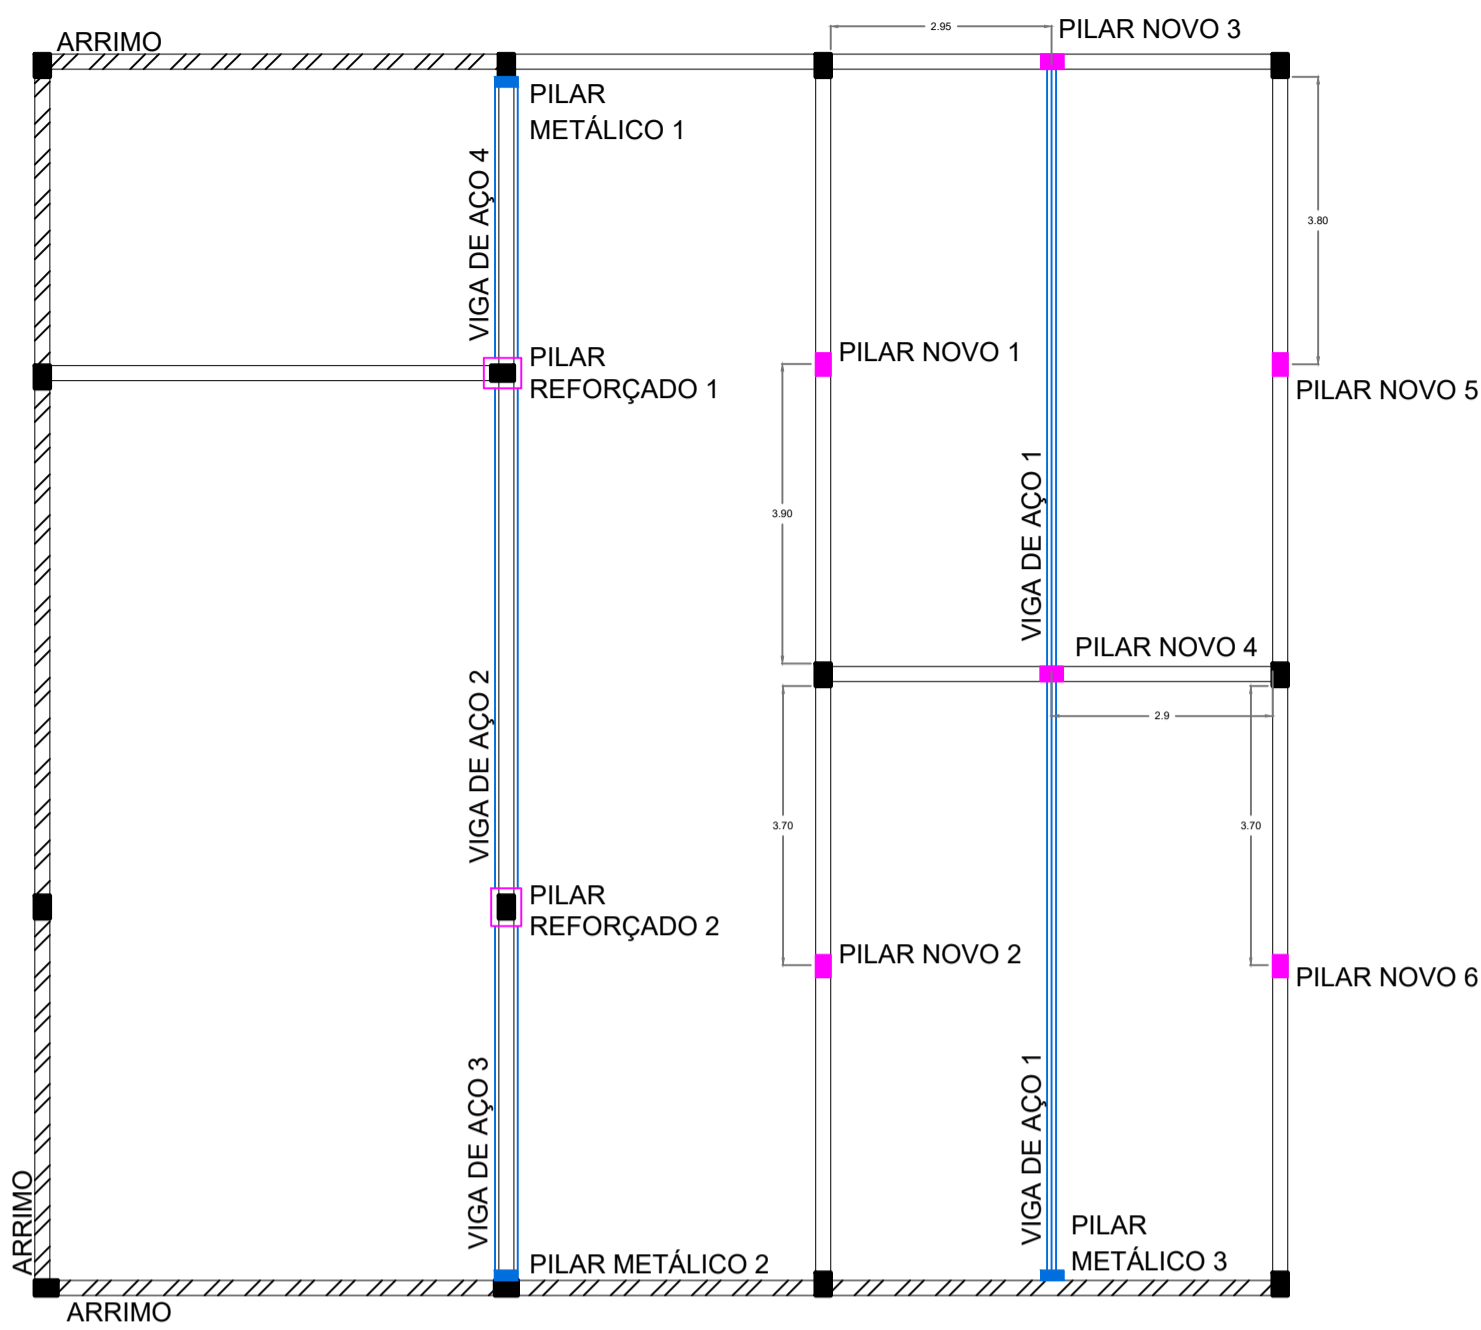 PILAR NOVO 3
2.95
ARRIMO
PILAR
METÁLICO 1
VIGA DE AÇO 4
3.80
PILAR NOVO 1
PILAR
REFORÇADO 1
PILAR NOVO 5
3.90
VIGA DE AÇO 1
PILAR NOVO 4
VIGA DE AÇO 2
2.9
3.70
3.70
PILAR
REFORÇADO 2
PILAR NOVO 2
PILAR NOVO 6
VIGA DE AÇO 3
VIGA DE AÇO 1
ARRIMO
PILAR
METÁLICO 3
PILAR METÁLICO 2
ARRIMO